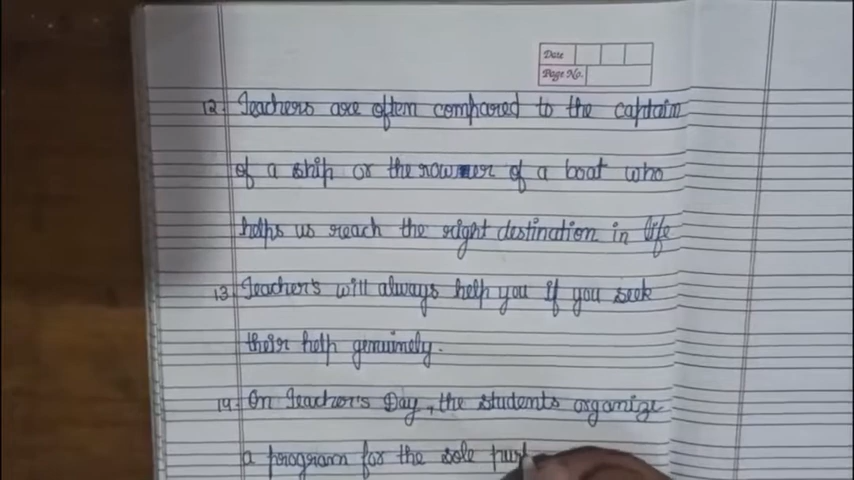 Date
Page No.
12. Teachers are often compared to the captain
of a ship or the rower of a boat who
helps us reach the right destination in life
13. Teacher's will always help you if you seek
their help genuinely.
14. On Teacher's Day, the students organize
a program for the sole